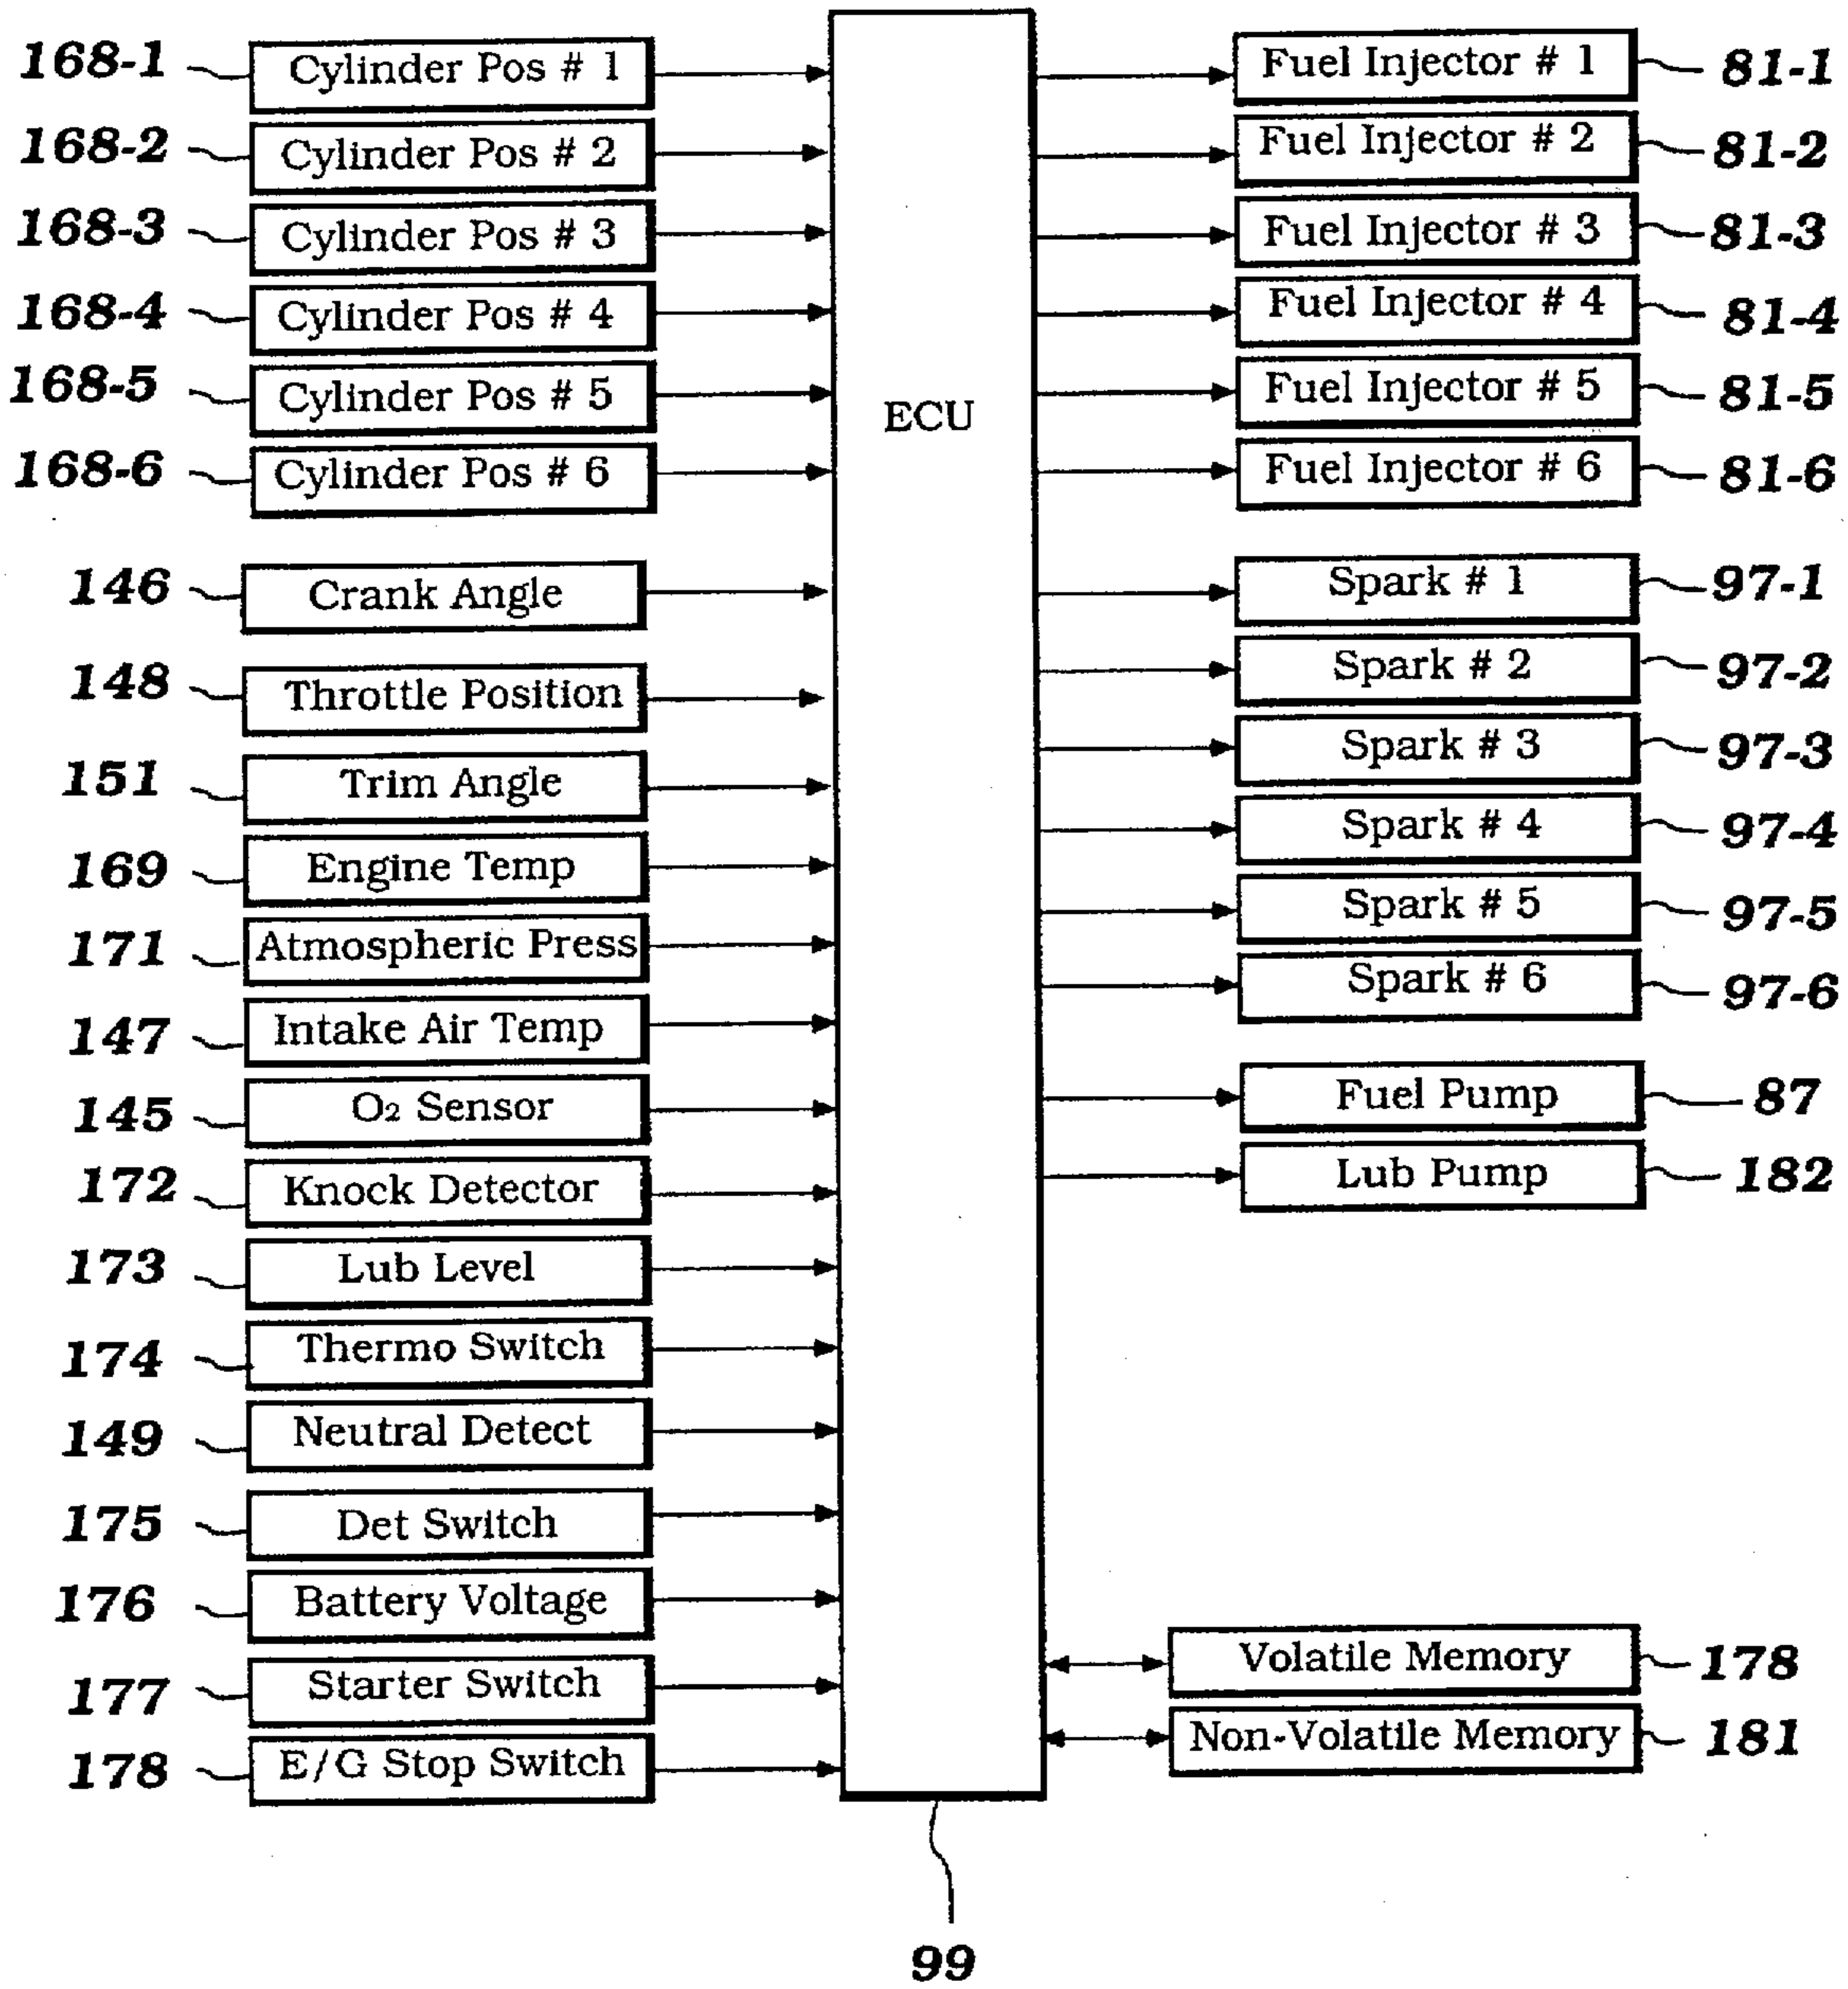 168-1 Cylinder Pos # 1
168-2 Cylinder Pos # 2
168-3 Cylinder Pos # 3
168-4 Cylinder Pos # 4
168-5 Cylinder Pos # 5
168-6 Cylinder Pos # 6
146 Crank Angle
148 Throttle Position
151 Trim Angle
169 Engine Temp
171 Atmospheric Press
147 Intake Air Temp
145 O₂ Sensor
172 Knock Detector
173 Lub Level
174 Thermo Switch
149 Neutral Detect
175 Det Switch
176 Battery Voltage
177 Starter Switch
178 E/G Stop Switch
ECU
99
Fuel Injector # 1 81-1
Fuel Injector # 2 81-2
Fuel Injector # 3 81-3
Fuel Injector # 4 81-4
Fuel Injector # 5 81-5
Fuel Injector # 6 81-6
Spark # 1 97-1
Spark # 2 97-2
Spark # 3 97-3
Spark # 4 97-4
Spark # 5 97-5
Spark # 6 97-6
Fuel Pump 87
Lub Pump 182
Volatile Memory 178
Non-Volatile Memory 181